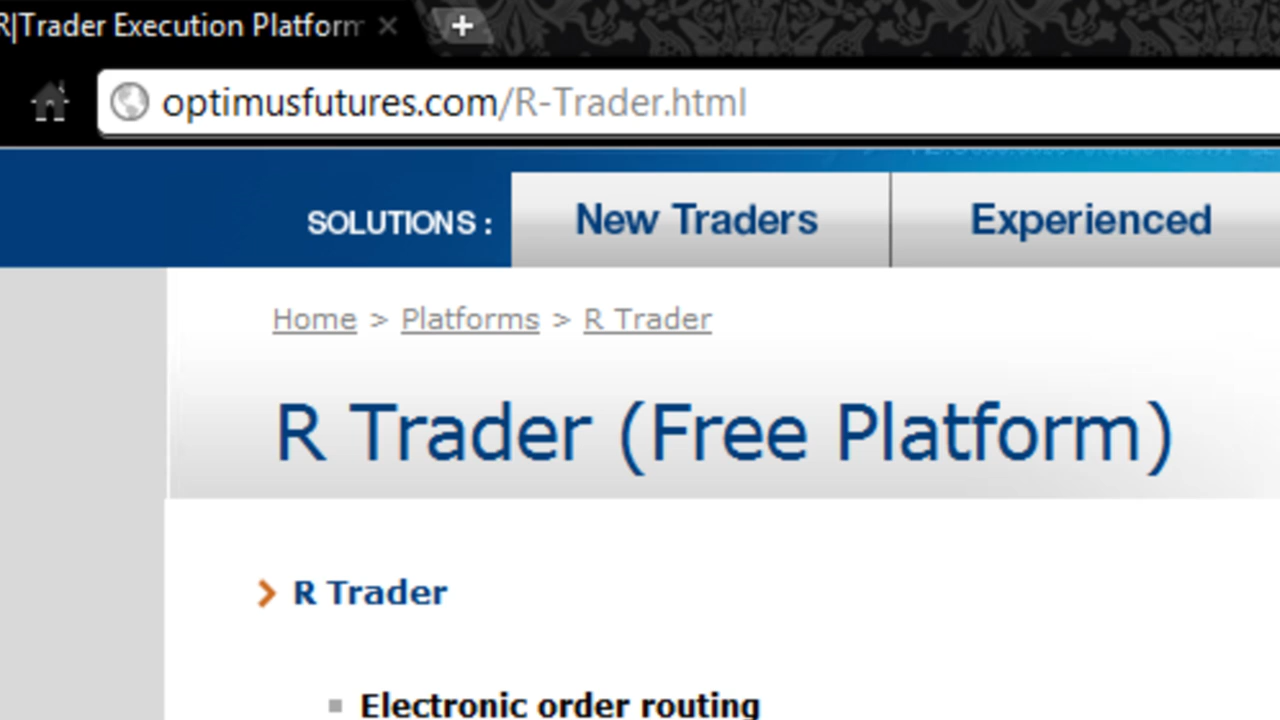 R|Trader Execution Platform
optimusfutures.com/R-Trader.html
SOLUTIONS : New Traders Experienced
Home > Platforms > R Trader
R Trader (Free Platform)
R Trader
Electronic order routing